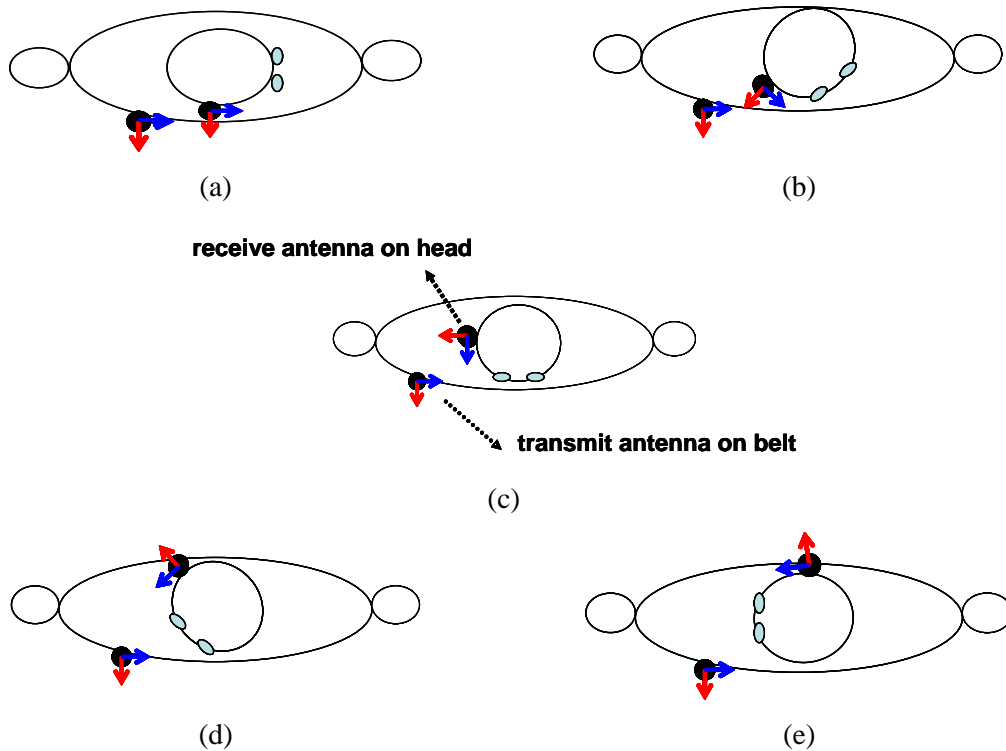 (a)
(b)
receive antenna on head
transmit antenna on belt
(c)
(d)
(e)